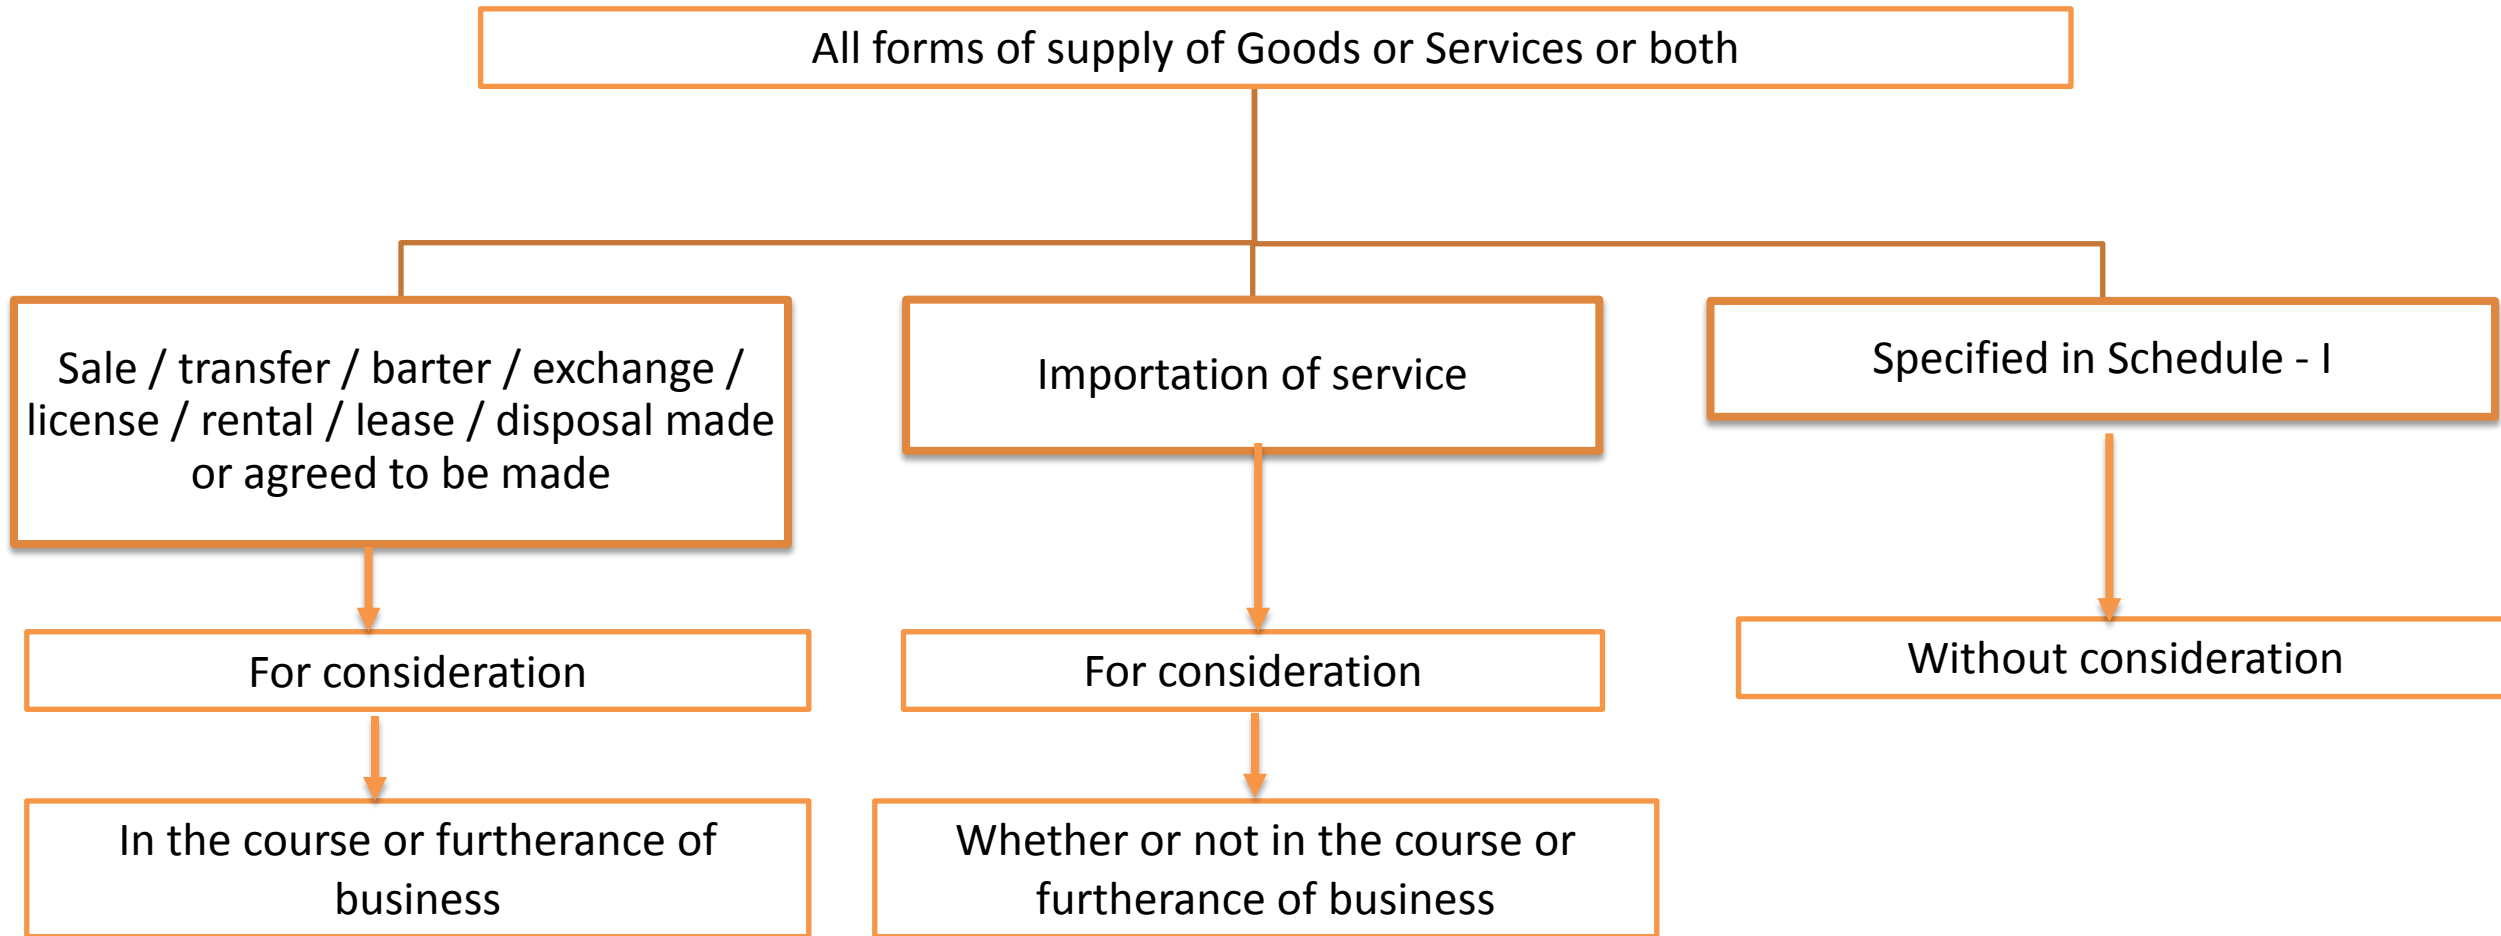 All forms of supply of Goods or Services or both
Sale / transfer / barter / exchange /
license / rental / lease / disposal made
or agreed to be made
Importation of service
Specified in Schedule - I
For consideration
For consideration
Without consideration
In the course or furtherance of
business
Whether or not in the course or
furtherance of business